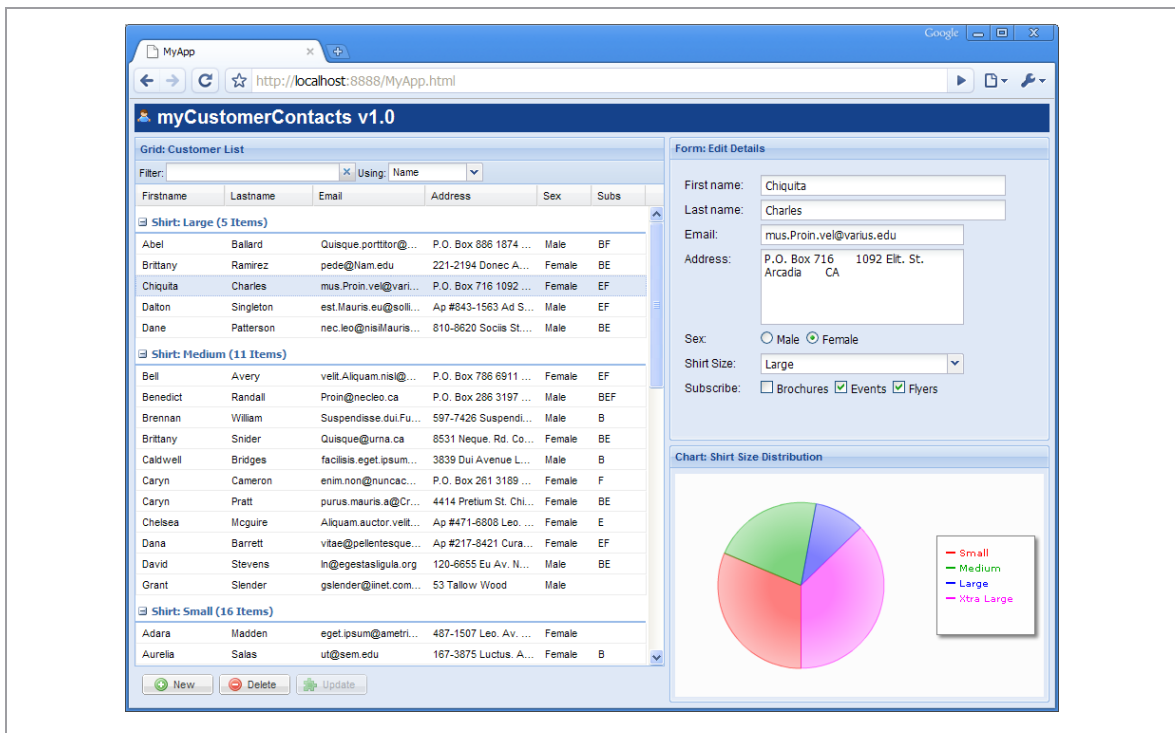 Google
MyApp
http://localhost:8888/MyApp.html
myCustomerContacts v1.0
Grid: Customer List
Filter: Using: Name
Firstname Lastname Email Address Sex Subs
Shirt: Large (5 Items)
Abel Ballard Quisque.porttitor@... P.O. Box 886 1874 ... Male BF
Brittany Ramirez pede@Nam.edu 221-2194 Donec A... Female BE
Chiquita Charles mus.Proin.vel@vari... P.O. Box 716 1092 ... Female EF
Dalton Singleton est.Mauris.eu@solli... Ap #843-1563 Ad S... Male EF
Dane Patterson nec.leo@nisiMauris... 810-8620 Sociis St.... Male BE
Shirt: Medium (11 Items)
Bell Avery velit.Aliquam.nisl@... P.O. Box 786 6911 ... Female EF
Benedict Randall Proin@necleo.ca P.O. Box 286 3197 ... Male BEF
Brennan William Suspendisse.dui.Fu... 597-7426 Suspendi... Male B
Brittany Snider Quisque@urna.ca 8531 Neque. Rd. Co... Female BE
Caldwell Bridges facilisis.eget.ipsum... 3839 Dui Avenue L... Male B
Caryn Cameron enim.non@nuncac... P.O. Box 261 3189 ... Female F
Caryn Pratt purus.mauris.a@Cr... 4414 Pretium St. Chi... Female BE
Chelsea Mcguire Aliquam.auctor.velit... Ap #471-6808 Leo. ... Female E
Dana Barrett vitae@pellentesque... Ap #217-8421 Cura... Female EF
David Stevens In@egestasligula.org 120-6655 Eu Av. N... Male BE
Grant Slender gslender@iinet.com... 53 Tallow Wood Male
Shirt: Small (16 Items)
Adara Madden eget.ipsum@ametri... 487-1507 Leo. Av. ... Female
Aurelia Salas ut@sem.edu 167-3875 Luctus. A... Female B
New Delete Update
Form: Edit Details
First name: Chiquita
Last name: Charles
Email: mus.Proin.vel@varius.edu
Address: P.O. Box 716 1092 Elit. St.
Arcadia CA
Sex: Male Female
Shirt Size: Large
Subscribe: Brochures Events Flyers
Chart: Shirt Size Distribution
Small
Medium
Large
Xtra Large